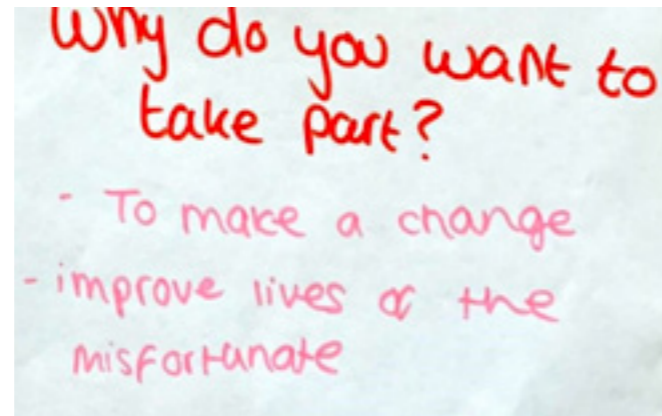 Why do you want to
take part?
- To make a change
- improve lives of the
misfortunate